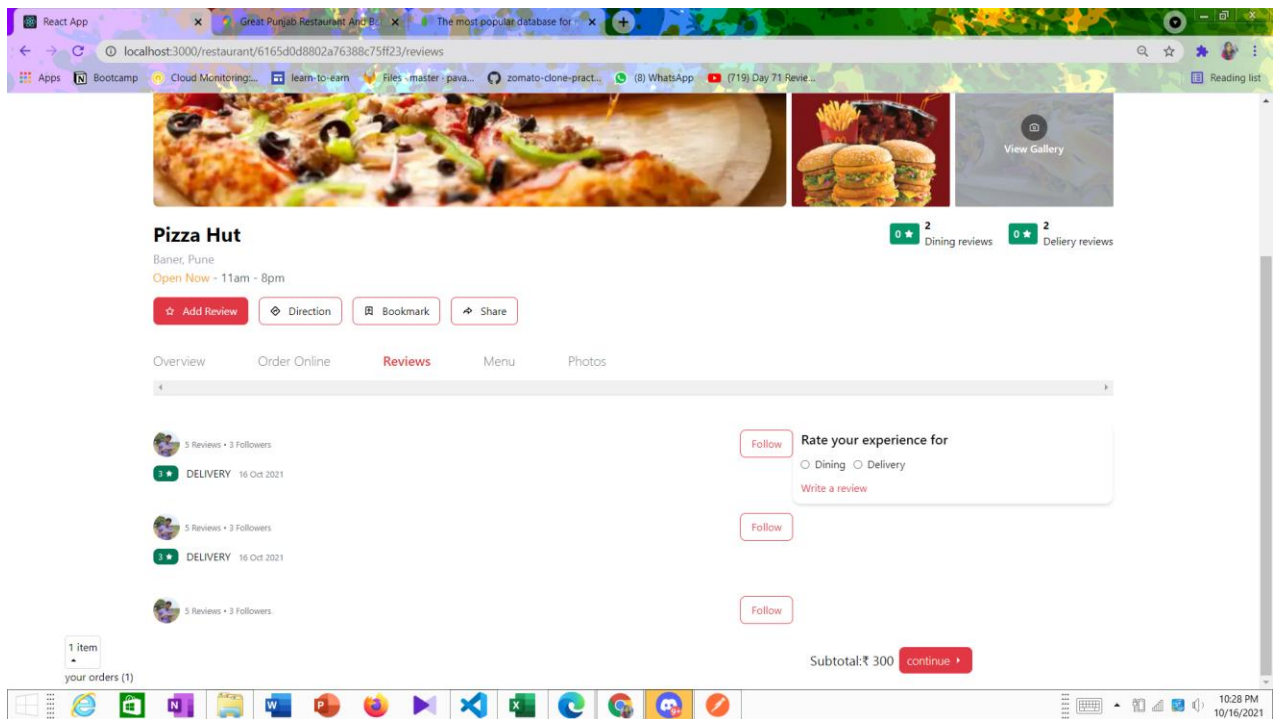 React App
Great Punjab Restaurant And Ba
The most popular database for
localhost:3000/restaurant/6165d0d8802a76388c75ff23/reviews
Apps Bootcamp Cloud Monitoring:... learn-to-earn Files · master · pava... zomato-clone-pract... (8) WhatsApp (719) Day 71 Revie... Reading list
View Gallery
Pizza Hut
0 ★ 2 Dining reviews 0 ★ 2 Deliery reviews
Baner, Pune
Open Now - 11am - 8pm
Add Review Direction Bookmark Share
Overview Order Online Reviews Menu Photos
5 Reviews • 3 Followers Follow
3 ★ DELIVERY 16 Oct 2021
Rate your experience for
Dining Delivery
Write a review
5 Reviews • 3 Followers Follow
3 ★ DELIVERY 16 Oct 2021
5 Reviews • 3 Followers Follow
1 item
your orders (1)
Subtotal:₹ 300 continue
10:28 PM
10/16/2021